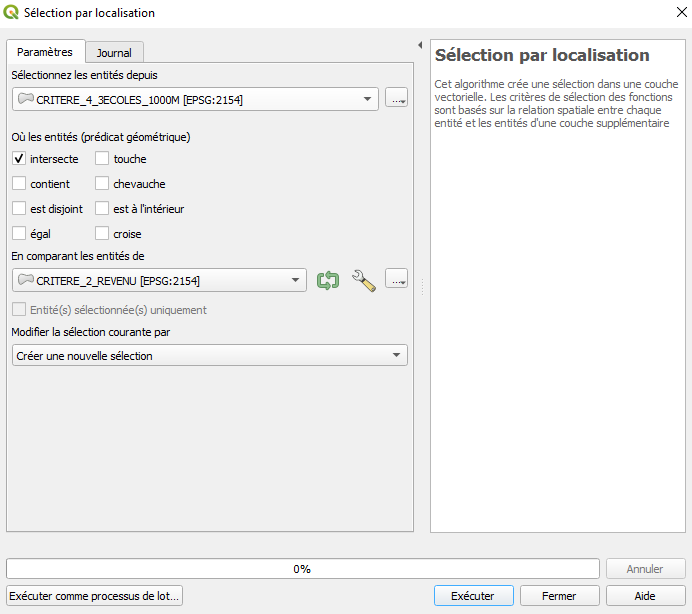 Sélection par localisation
Paramètres
Journal
Sélectionnez les entités depuis
CRITERE_4_3ECOLES_1000M [EPSG:2154]
...
Où les entités (prédicat géométrique)
intersecte
touche
contient
chevauche
est disjoint
est à l'intérieur
égal
croise
En comparant les entités de
CRITERE_2_REVENU [EPSG:2154]
...
Entité(s) sélectionnée(s) uniquement
Modifier la sélection courante par
Créer une nouvelle sélection
Sélection par localisation
Cet algorithme crée une sélection dans une couche
vectorielle. Les critères de sélection des fonctions
sont basés sur la relation spatiale entre chaque
entité et les entités d'une couche supplémentaire
0%
Annuler
Exécuter comme processus de lot...
Exécuter
Fermer
Aide